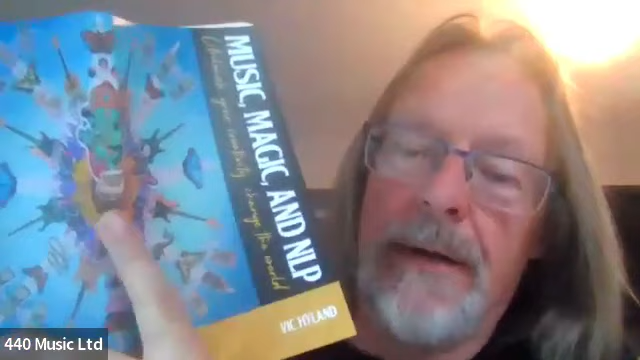 MUSIC, MAGIC, AND NLP
Unleash your creativity, change the world
VIC HYLAND
440 Music Ltd